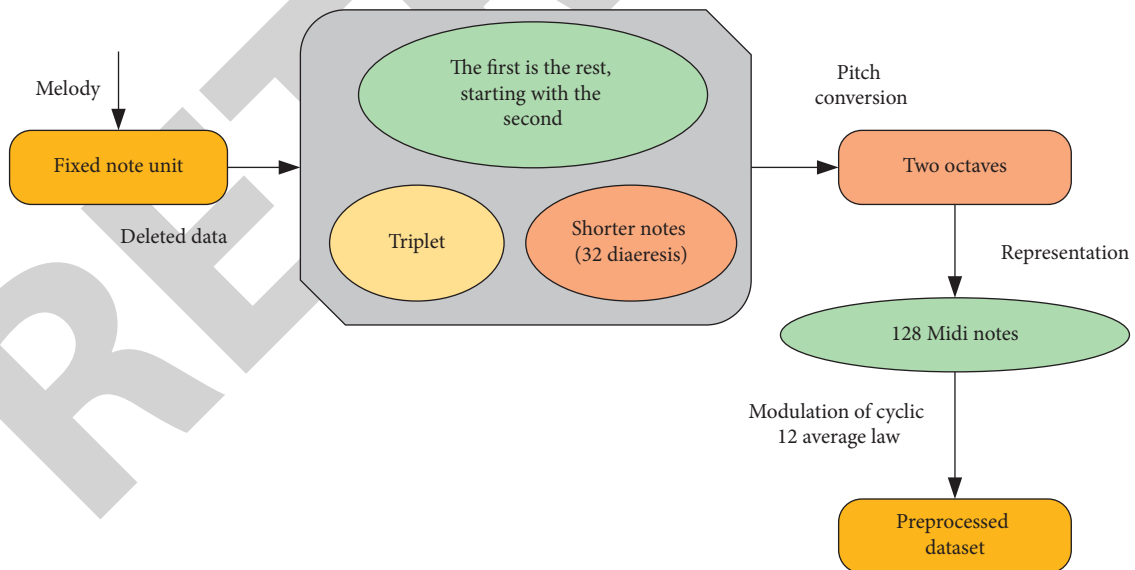 Melody
Fixed note unit
Deleted data
The first is the rest,
starting with the
second
Triplet
Shorter notes
(32 diaeresis)
Pitch
conversion
Two octaves
Representation
128 Midi notes
Modulation of cyclic
12 average law
Preprocessed
dataset